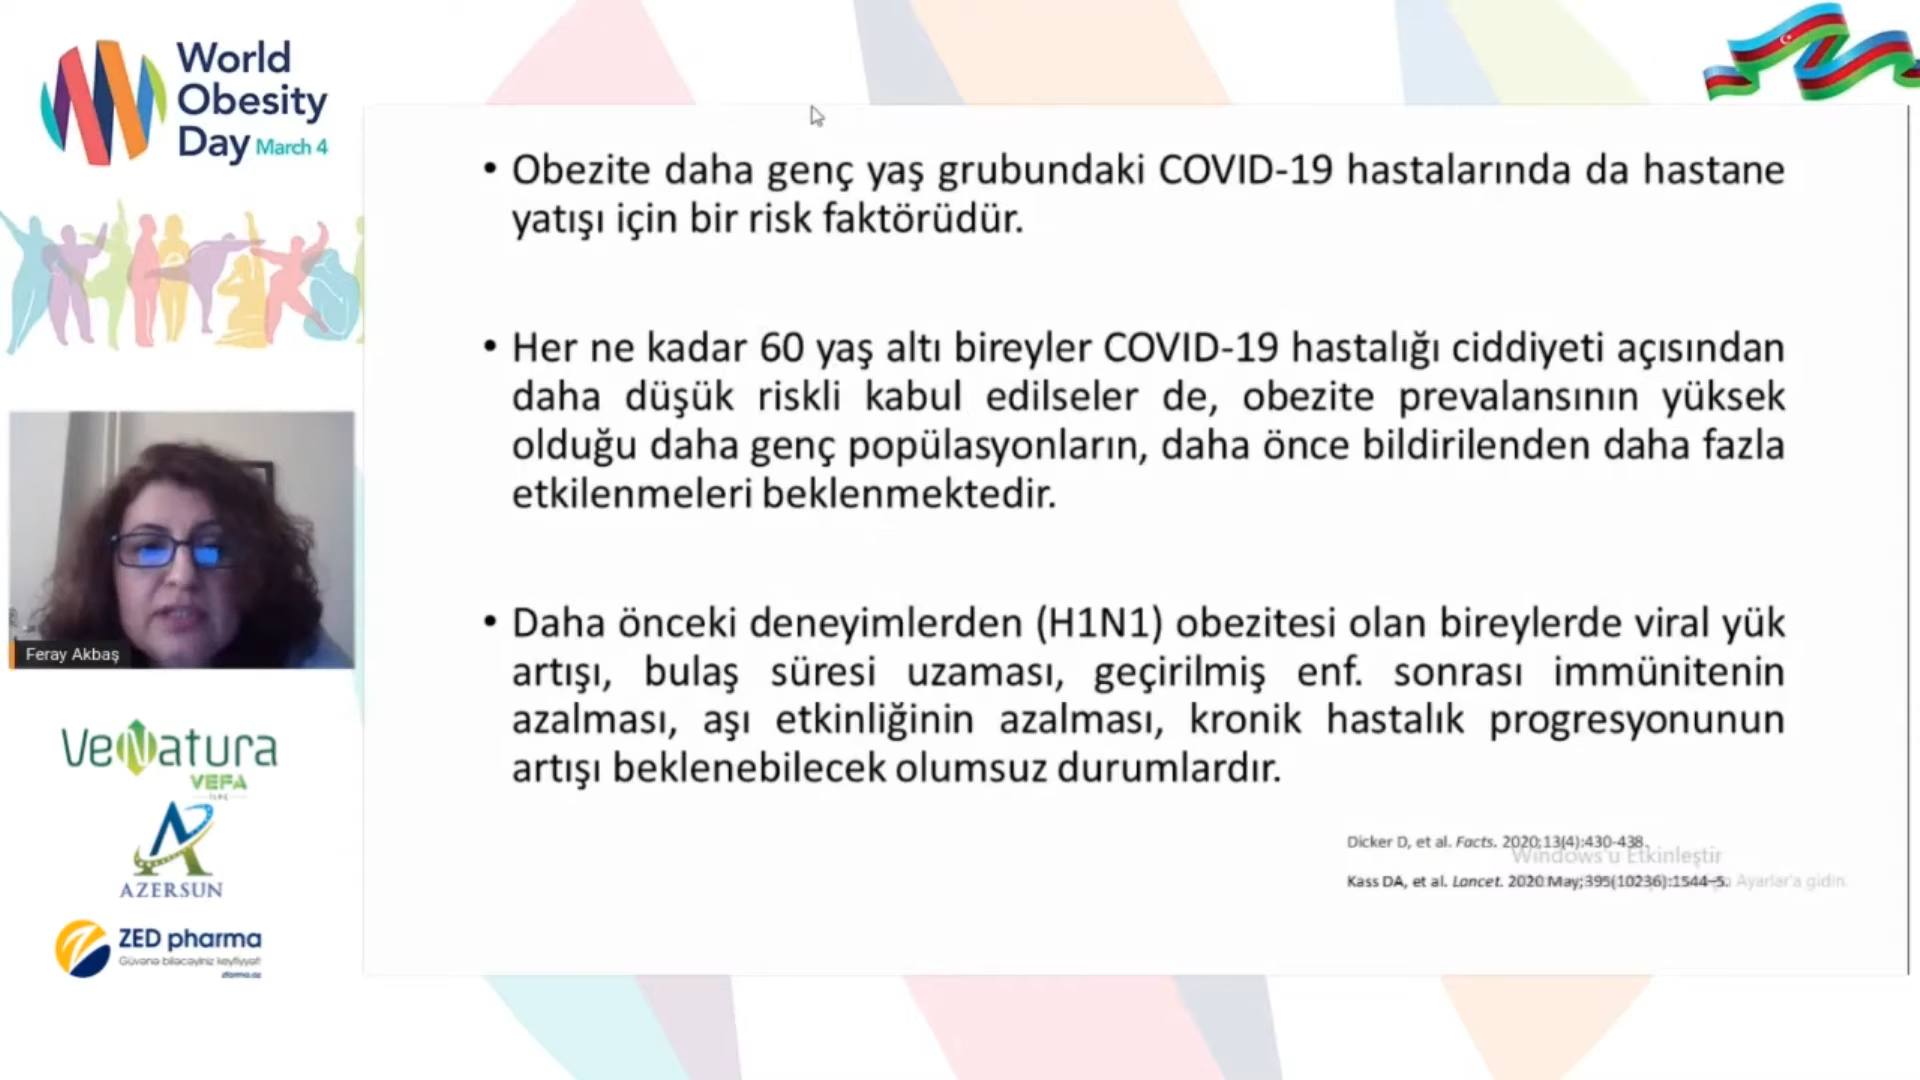 World
Obesity
Day March 4
• Obezite daha genç yaş grubundaki COVID-19 hastalarında da hastane
yatışı için bir risk faktörüdür.
• Her ne kadar 60 yaş altı bireyler COVID-19 hastalığı ciddiyeti açısından
daha düşük riskli kabul edilseler de, obezite prevalansının yüksek
olduğu daha genç popülasyonların, daha önce bildirilenden daha fazla
etkilenmeleri beklenmektedir.
• Daha önceki deneyimlerden (H1N1) obezitesi olan bireylerde viral yük
artışı, bulaş süresi uzaması, geçirilmiş enf. sonrası immünitenin
azalması, aşı etkinliğinin azalması, kronik hastalık progresyonunun
artışı beklenebilecek olumsuz durumlardır.
Dicker D, et al. Facts. 2020;13(4):430-438.
Windows'u Etkinleştir
Kass DA, et al. Lancet. 2020 May;395(10236):1544–5.
Ayarlar'a gidin.
Feray Akbaş
VeNatura
VEFA
AZERSUN
ZED pharma
Güvənə biləcəyiniz keyfiyyət!